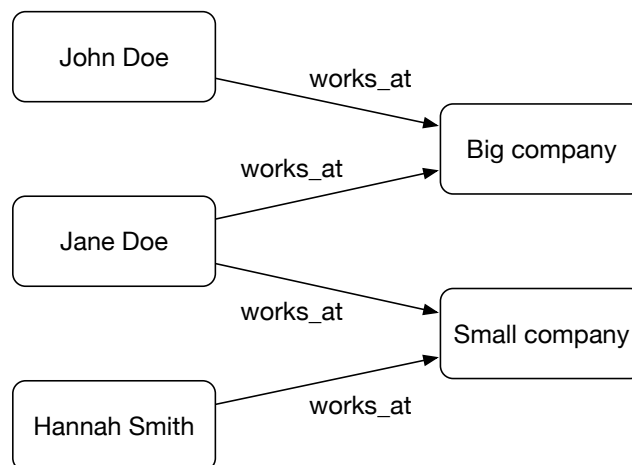 John Doe
works_at
Big company
works_at
Jane Doe
works_at
Small company
works_at
Hannah Smith